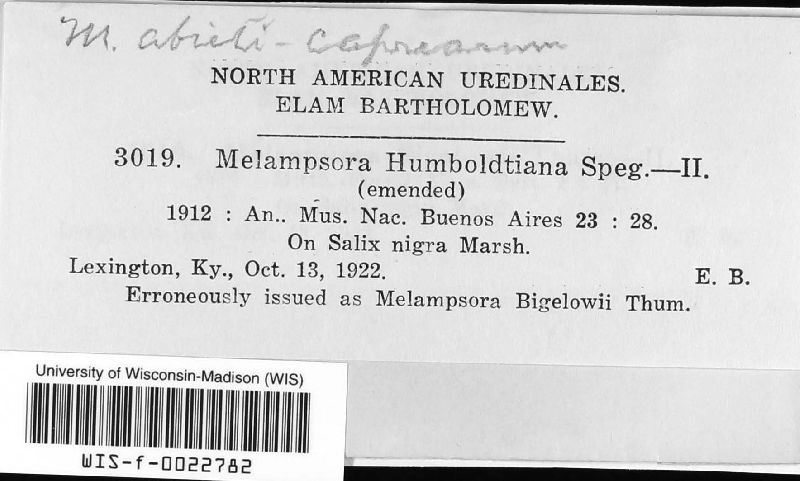 M. abieti-caprearum
NORTH AMERICAN UREDINALES.
ELAM BARTHOLOMEW.
3019. Melampsora Humboldtiana Speg.—II.
(emended)
1912 : An.. Mus. Nac. Buenos Aires 23 : 28.
On Salix nigra Marsh.
Lexington, Ky., Oct. 13, 1922. E. B.
Erroneously issued as Melampsora Bigelowii Thum.
University of Wisconsin-Madison (WIS)
WIS-f-0022782